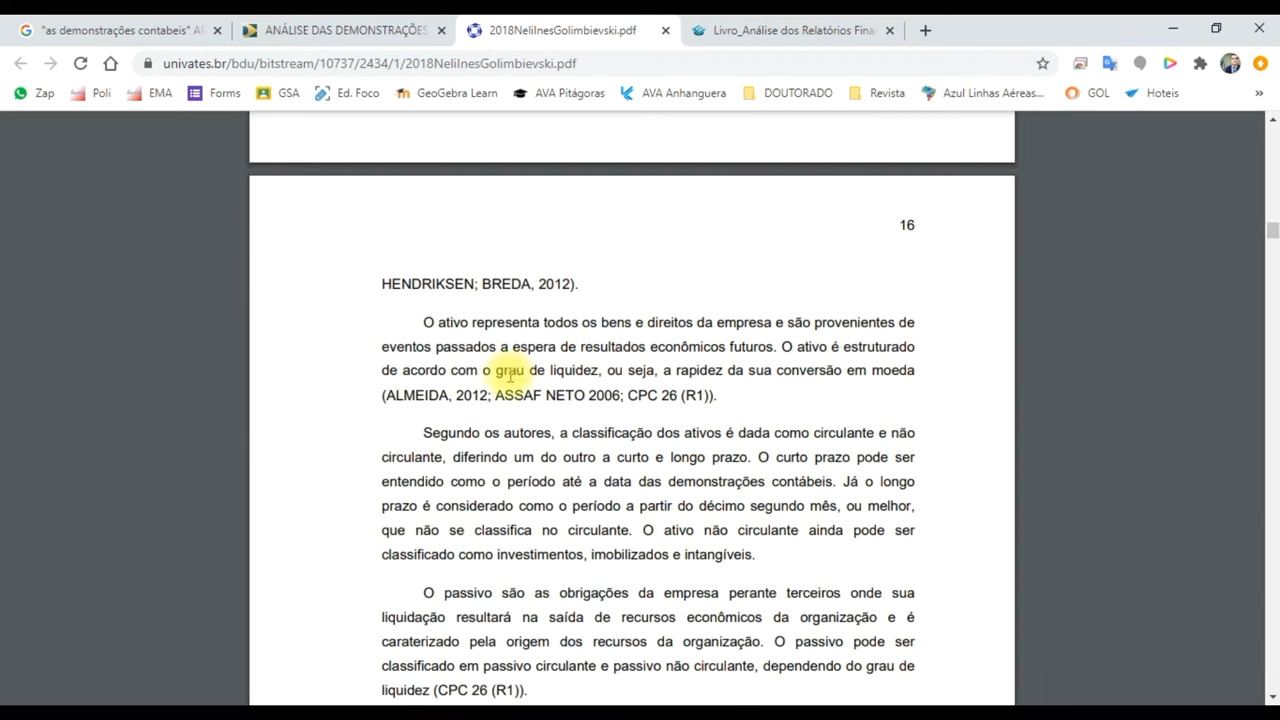 "as demonstrações contabeis" AF
ANÁLISE DAS DEMONSTRAÇÕES
2018NeliInesGolimbievski.pdf
Livro_Análise dos Relatórios Finan
univates.br/bdu/bitstream/10737/2434/1/2018NeliInesGolimbievski.pdf
Zap
Poli
EMA
Forms
GSA
Ed. Foco
GeoGebra Learn
AVA Pitágoras
AVA Anhanguera
DOUTORADO
Revista
Azul Linhas Aéreas...
GOL
Hoteis
»
16
HENDRIKSEN; BREDA, 2012).
O ativo representa todos os bens e direitos da empresa e são provenientes de
eventos passados a espera de resultados econômicos futuros. O ativo é estruturado
de acordo com o grau de liquidez, ou seja, a rapidez da sua conversão em moeda
(ALMEIDA, 2012; ASSAF NETO 2006; CPC 26 (R1)).
Segundo os autores, a classificação dos ativos é dada como circulante e não
circulante, diferindo um do outro a curto e longo prazo. O curto prazo pode ser
entendido como o período até a data das demonstrações contábeis. Já o longo
prazo é considerado como o período a partir do décimo segundo mês, ou melhor,
que não se classifica no circulante. O ativo não circulante ainda pode ser
classificado como investimentos, imobilizados e intangíveis.
O passivo são as obrigações da empresa perante terceiros onde sua
liquidação resultará na saída de recursos econômicos da organização e é
caraterizado pela origem dos recursos da organização. O passivo pode ser
classificado em passivo circulante e passivo não circulante, dependendo do grau de
liquidez (CPC 26 (R1)).